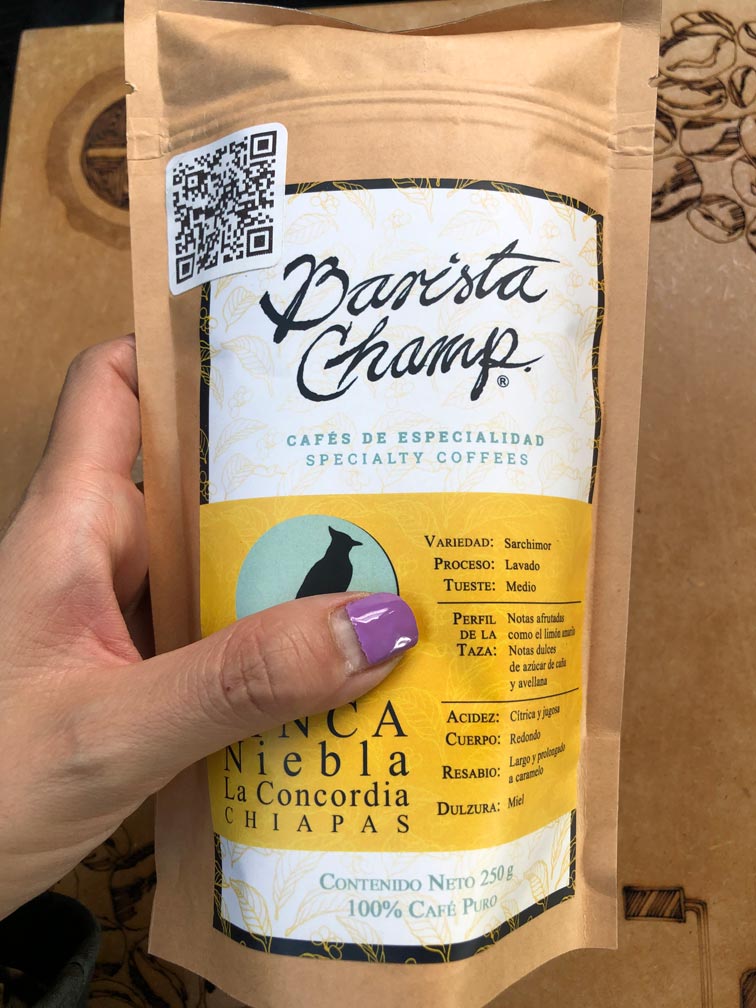 Barista
Champ.®
CAFÉS DE ESPECIALIDAD
SPECIALTY COFFEES
VARIEDAD: Sarchimor
PROCESO: Lavado
TUESTE: Medio
PERFIL DE LA TAZA: Notas afrutadas
como el limón amarillo
Notas dulces
de azúcar de caña
y avellana
ACIDEZ: Cítrica y jugosa
CUERPO: Redondo
RESABIO: Largo y prolongado
a caramelo
DULZURA: Miel
Niebla
La Concordia
CHIAPAS
CONTENIDO NETO 250 g
100% CAFÉ PURO